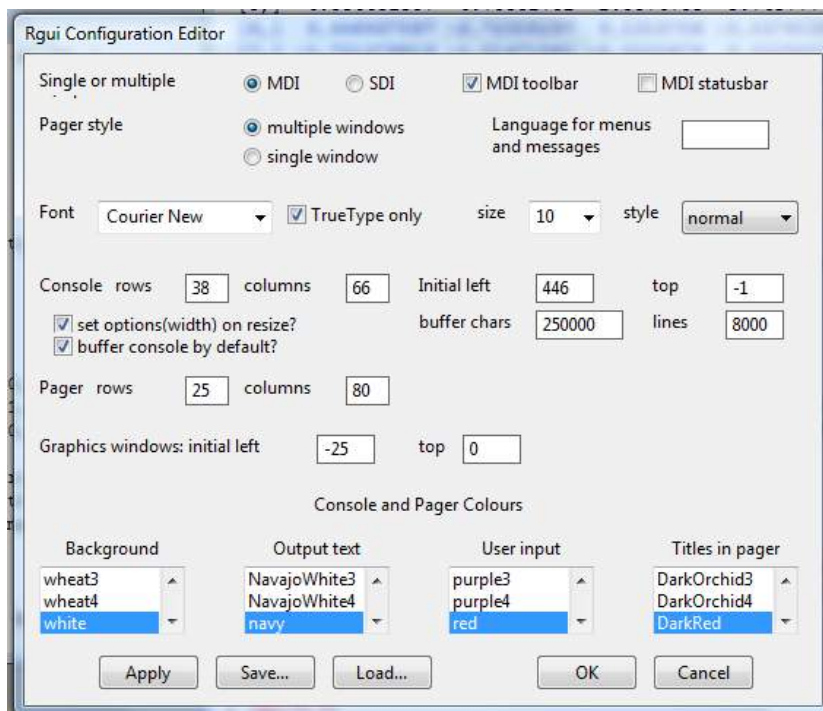 Rgui Configuration Editor
Single or multiple MDI SDI MDI toolbar MDI statusbar
Pager style multiple windows Language for menus
single window and messages
Font Courier New TrueType only size 10 style normal
Console rows 38 columns 66 Initial left 446 top -1
set options(width) on resize? buffer chars 250000 lines 8000
buffer console by default?
Pager rows 25 columns 80
Graphics windows: initial left -25 top 0
Console and Pager Colours
Background Output text User input Titles in pager
wheat3 NavajoWhite3 purple3 DarkOrchid3
wheat4 NavajoWhite4 purple4 DarkOrchid4
white navy red DarkRed
Apply Save... Load... OK Cancel